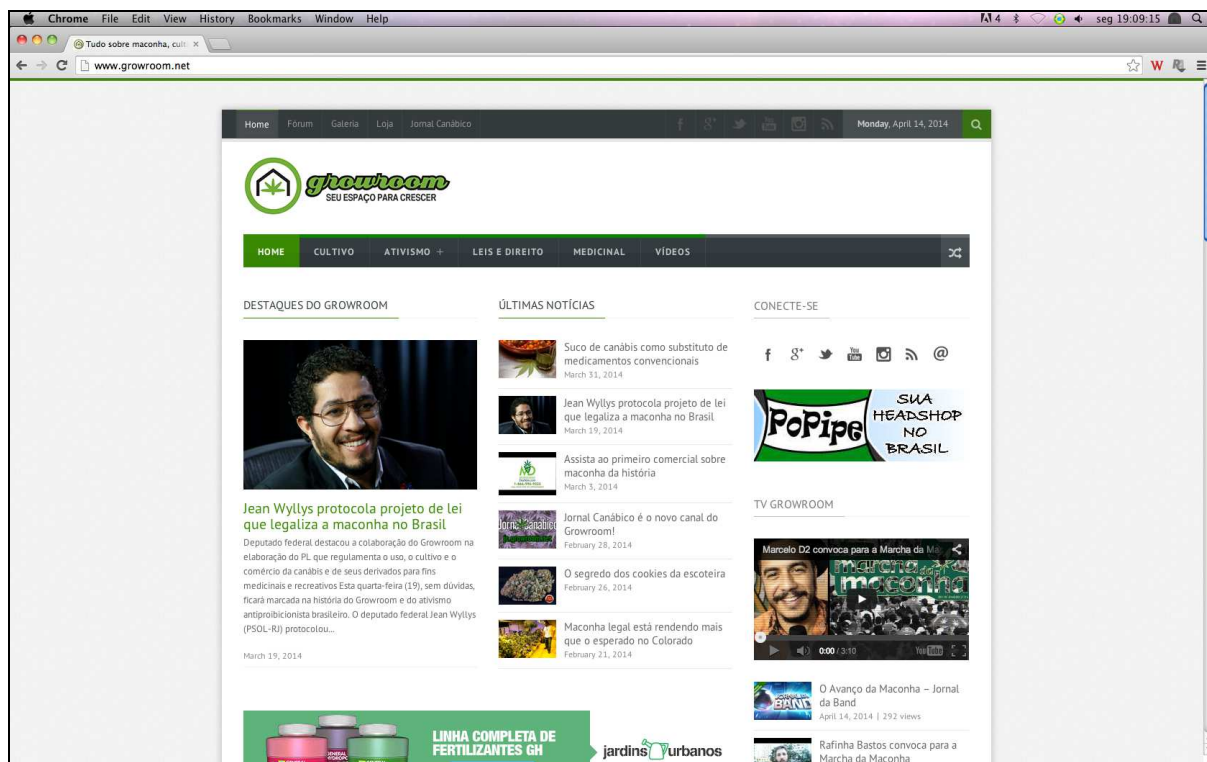 Chrome File Edit View History Bookmarks Window Help
4 seg 19:09:15
Tudo sobre maconha, cult
www.growroom.net
Home Fórum Galeria Loja Jornal Canábico
Monday, April 14, 2014
growroom
SEU ESPAÇO PARA CRESCER
HOME CULTIVO ATIVISMO + LEIS E DIREITO MEDICINAL VÍDEOS
DESTAQUES DO GROWROOM
Jean Wyllys protocola projeto de lei
que legaliza a maconha no Brasil
Deputado federal destacou a colaboração do Growroom na
elaboração do PL que regulamenta o uso, o cultivo e o
comércio da canábis e de seus derivados para fins
medicinais e recreativos Esta quarta-feira (19), sem dúvidas,
ficará marcada na história do Growroom e do ativismo
antiproibicionista brasileiro. O deputado federal Jean Wyllys
(PSOL-RJ) protocolou...
March 19, 2014
ÚLTIMAS NOTÍCIAS
Suco de canábis como substituto de
medicamentos convencionais
March 31, 2014
Jean Wyllys protocola projeto de lei
que legaliza a maconha no Brasil
March 19, 2014
Assista ao primeiro comercial sobre
maconha da história
March 3, 2014
Jornal Canábico é o novo canal do
Growroom!
February 28, 2014
O segredo dos cookies da escoteira
February 26, 2014
Maconha legal está rendendo mais
que o esperado no Colorado
February 21, 2014
CONECTE-SE
PoPipe
SUA
HEADSHOP
NO
BRASIL
TV GROWROOM
Marcelo D2 convoca para a Marcha da Ma
marcha da
maconha
0:00 / 3:10 YouTube
O Avanço da Maconha – Jornal
da Band
April 14, 2014 | 292 views
Rafinha Bastos convoca para a
Marcha da Maconha
LINHA COMPLETA DE
FERTILIZANTES GH
jardins urbanos